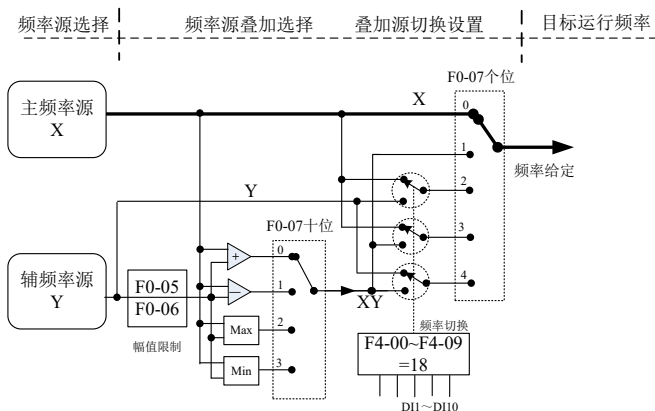 频率源选择
频率源叠加选择
叠加源切换设置
目标运行频率
F0-07个位
主频率源
X
X
0
1
频率给定
2
Y
F0-07十位
3
+
0
辅频率源
Y
F0-05
F0-06
—
1
XY
4
幅值限制
Max
2
频率切换
F4-00~F4-09
=18
Min
3
DI1~DI10